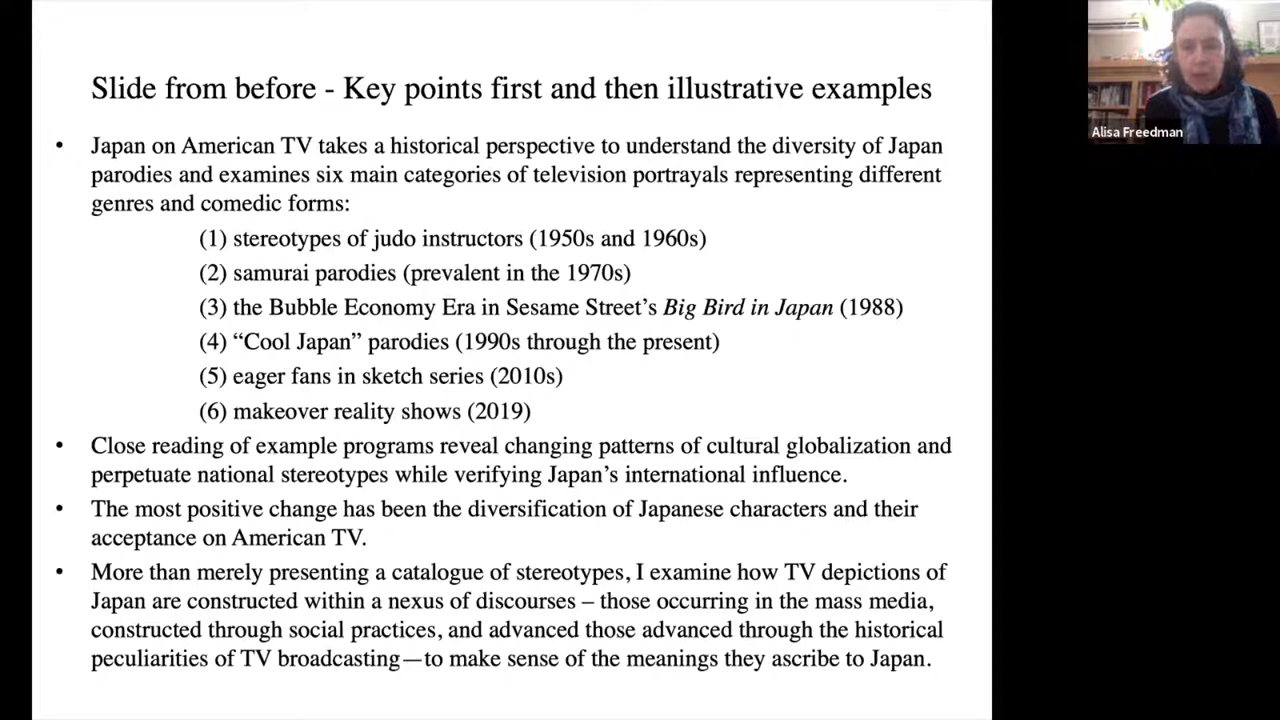 Slide from before - Key points first and then illustrative examples
• Japan on American TV takes a historical perspective to understand the diversity of Japan
parodies and examines six main categories of television portrayals representing different
genres and comedic forms:
(1) stereotypes of judo instructors (1950s and 1960s)
(2) samurai parodies (prevalent in the 1970s)
(3) the Bubble Economy Era in Sesame Street’s Big Bird in Japan (1988)
(4) “Cool Japan” parodies (1990s through the present)
(5) eager fans in sketch series (2010s)
(6) makeover reality shows (2019)
• Close reading of example programs reveal changing patterns of cultural globalization and
perpetuate national stereotypes while verifying Japan’s international influence.
• The most positive change has been the diversification of Japanese characters and their
acceptance on American TV.
• More than merely presenting a catalogue of stereotypes, I examine how TV depictions of
Japan are constructed within a nexus of discourses – those occurring in the mass media,
constructed through social practices, and advanced those advanced through the historical
peculiarities of TV broadcasting—to make sense of the meanings they ascribe to Japan.
Alisa Freedman